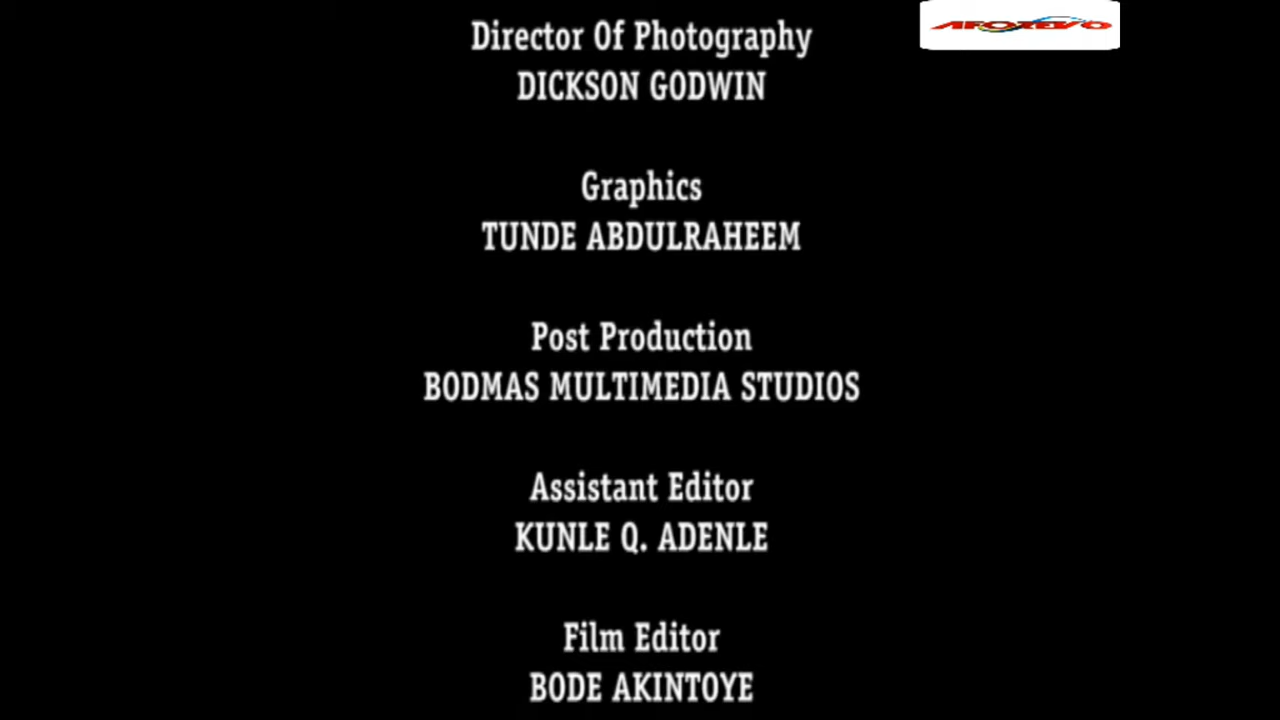 Director Of Photography
DICKSON GODWIN
Graphics
TUNDE ABDULRAHEEM
Post Production
BODMAS MULTIMEDIA STUDIOS
Assistant Editor
KUNLE Q. ADENLE
Film Editor
BODE AKINTOYE